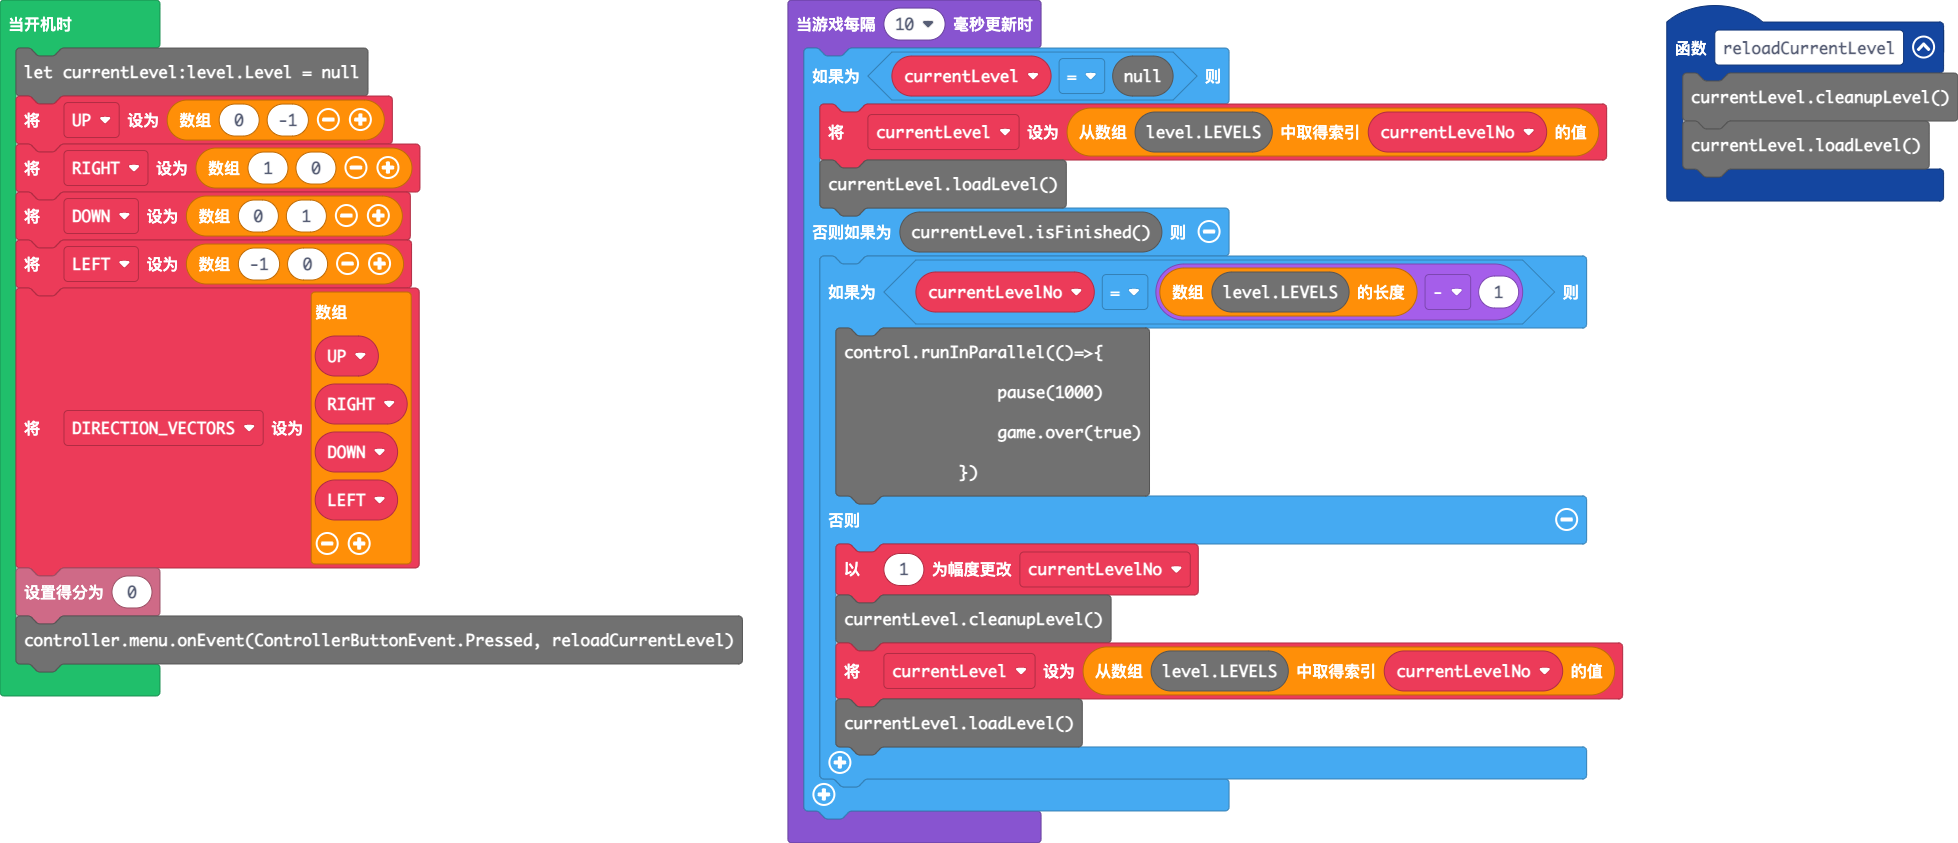 当开机时
let currentLevel:level.Level = null
将 UP 设为 数组 0 -1
将 RIGHT 设为 数组 1 0
将 DOWN 设为 数组 0 1
将 LEFT 设为 数组 -1 0
将 DIRECTION_VECTORS 设为 数组
UP
RIGHT
DOWN
LEFT
设置得分为 0
controller.menu.onEvent(ControllerButtonEvent.Pressed, reloadCurrentLevel)
当游戏每隔 10 毫秒更新时
如果为 currentLevel = null 则
将 currentLevel 设为 从数组 level.LEVELS 中取得索引 currentLevelNo 的值
currentLevel.loadLevel()
否则如果为 currentLevel.isFinished() 则
如果为 currentLevelNo = 数组 level.LEVELS 的长度 - 1 则
control.runInParallel(()=>{
pause(1000)
game.over(true)
})
否则
以 1 为幅度更改 currentLevelNo
currentLevel.cleanupLevel()
将 currentLevel 设为 从数组 level.LEVELS 中取得索引 currentLevelNo 的值
currentLevel.loadLevel()
函数 reloadCurrentLevel
currentLevel.cleanupLevel()
currentLevel.loadLevel()